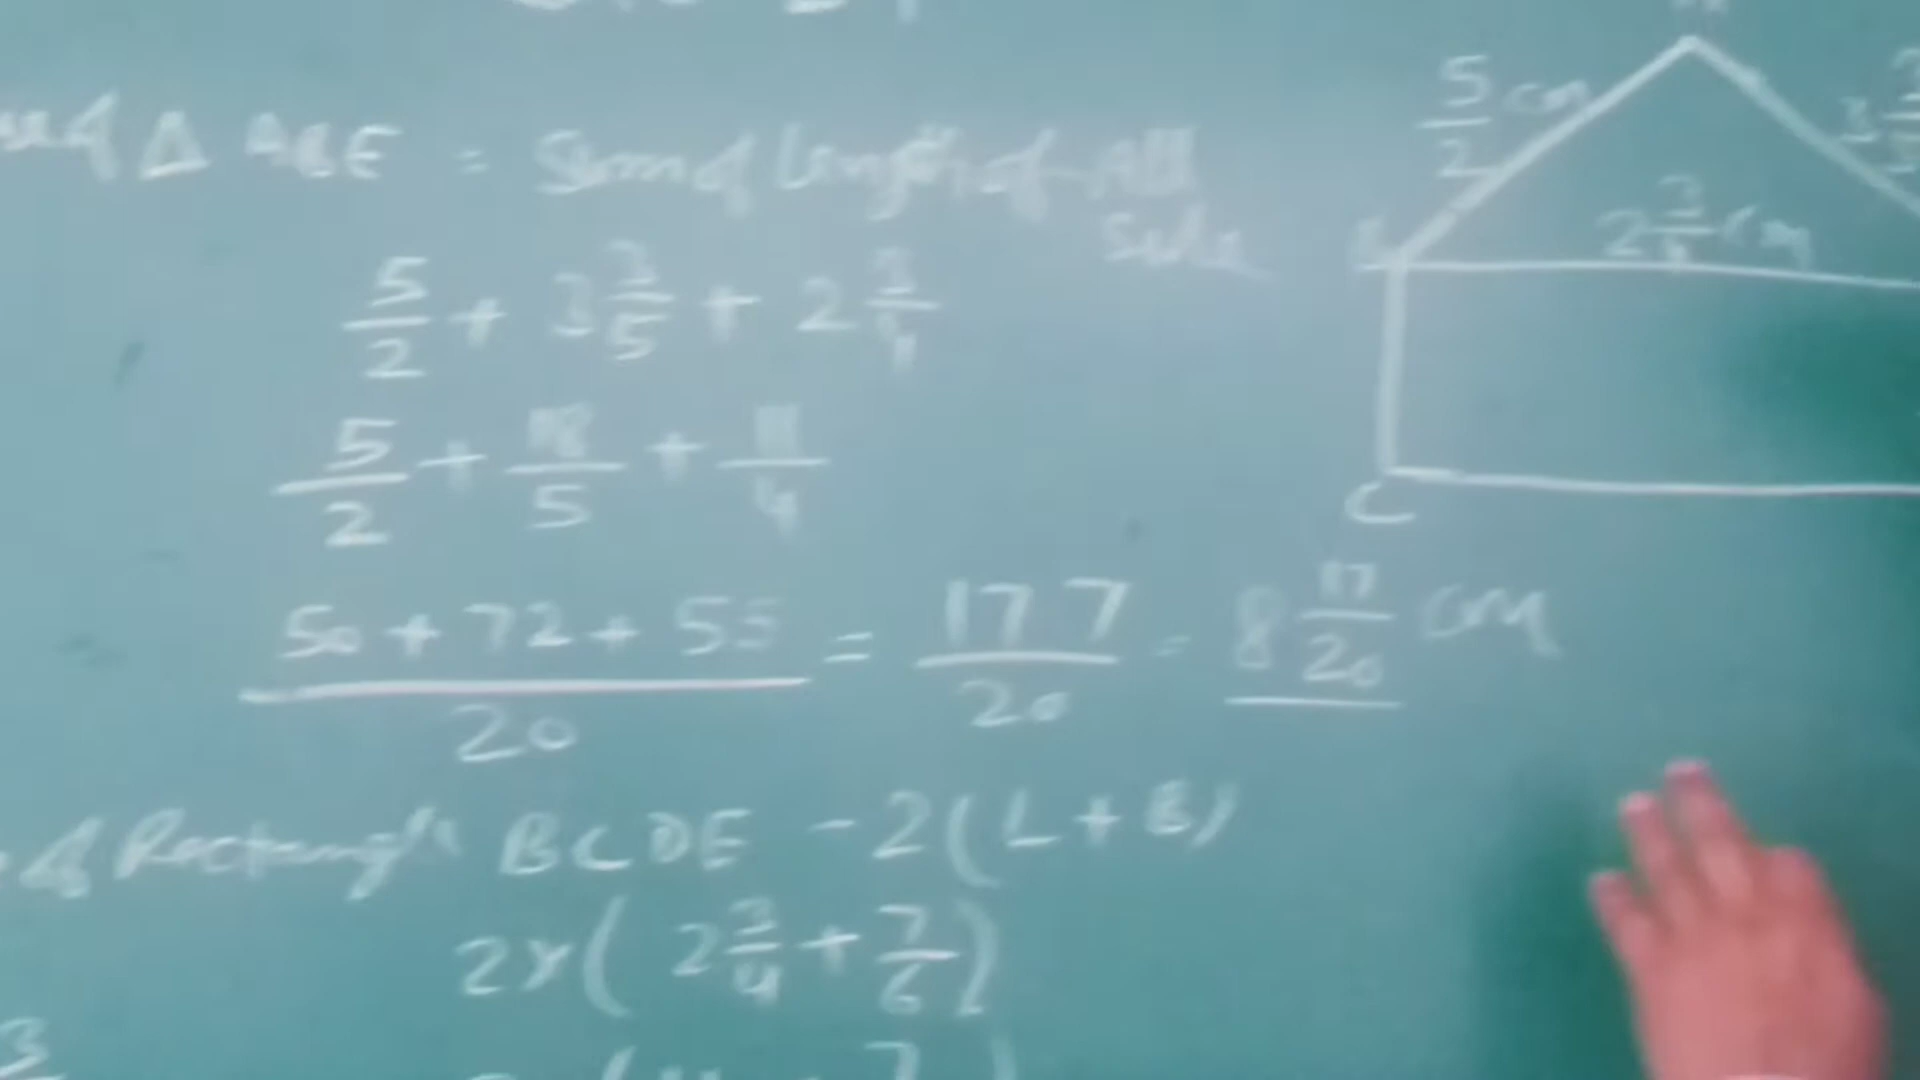 Δ ABE = Sum of Length of All
Side
5/2 + 3 3/5 + 2 3/4
5/2 + 18/5 + 11/4
50 + 72 + 55 / 20 = 177/20 = 8 17/20 cm
of Rectangle BCDE - 2(L+B)
2x( 2 3/4 + 7/6 )
5/2 cm
2 3/4 cm
C